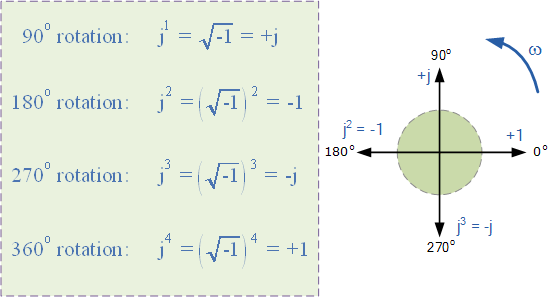 90° rotation: j¹ = √-1 = +j
180° rotation: j² = (√-1)² = -1
270° rotation: j³ = (√-1)³ = -j
360° rotation: j⁴ = (√-1)⁴ = +1
ω
90°
+j
j² = -1
+1
180°
0°
j³ = -j
270°